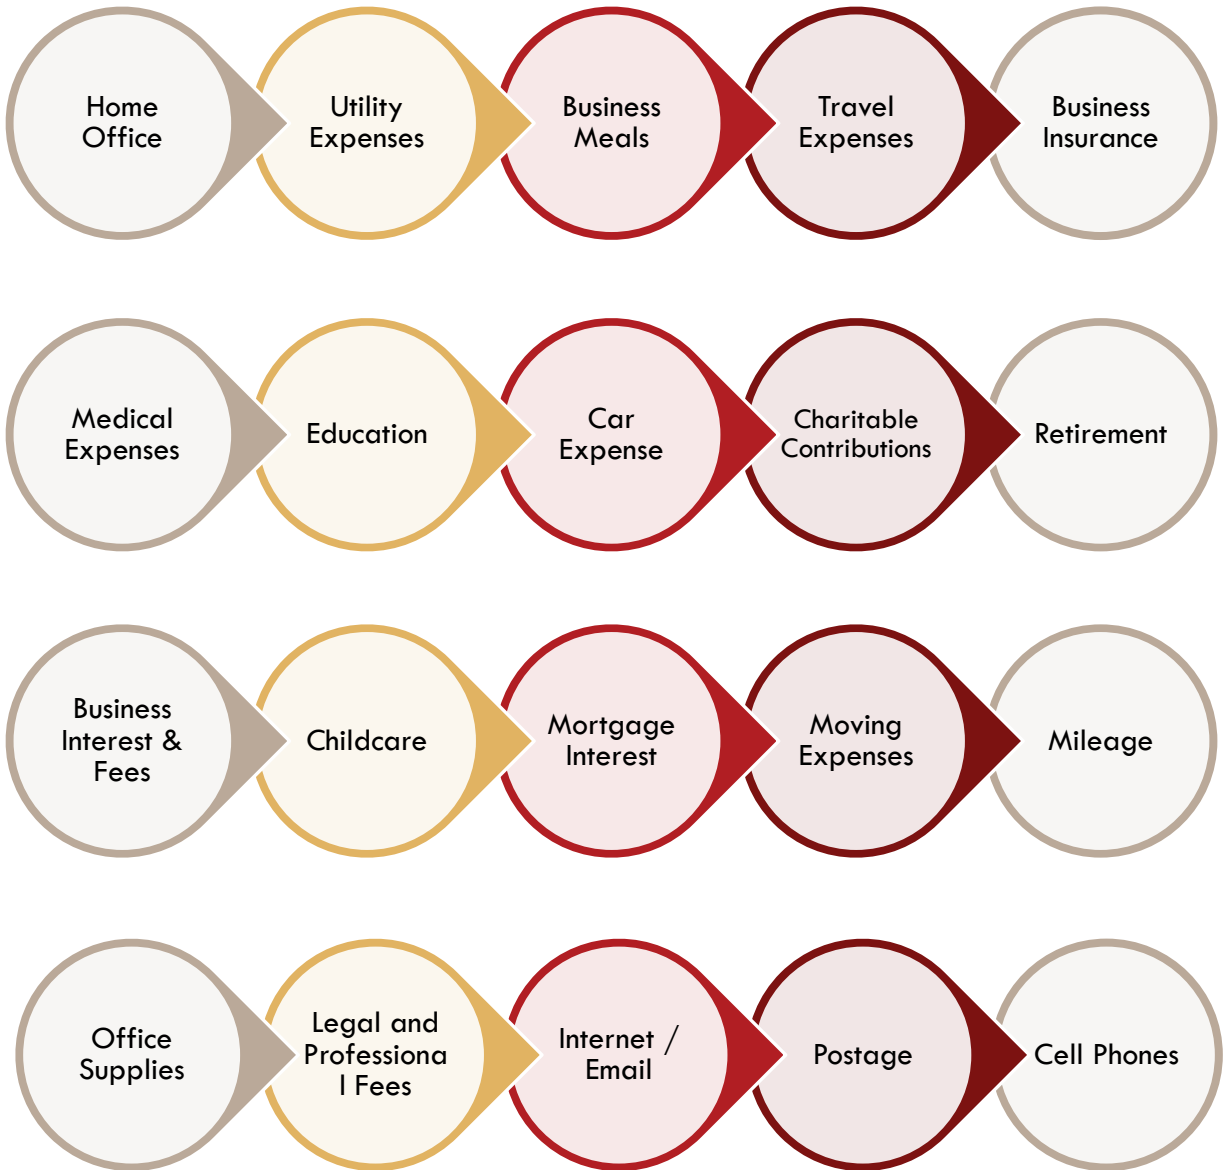 Home
Office
Utility
Expenses
Business
Meals
Travel
Expenses
Business
Insurance
Medical
Expenses
Education
Car
Expense
Charitable
Contributions
Retirement
Business
Interest &
Fees
Childcare
Mortgage
Interest
Moving
Expenses
Mileage
Office
Supplies
Legal and
Professiona
l Fees
Internet /
Email
Postage
Cell Phones